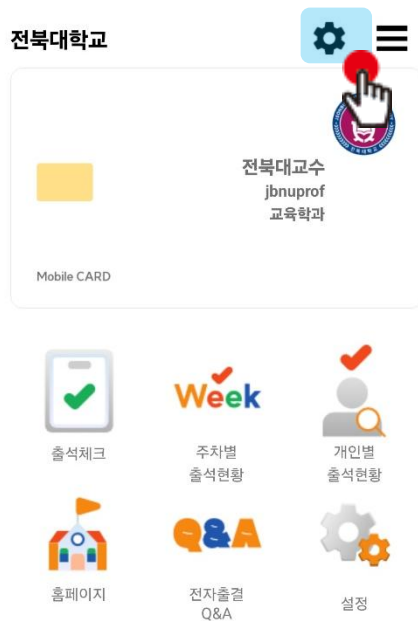 전북대학교
전북대교수
jbnuprof
교육학과
Mobile CARD
Week
출석체크
주차별
출석현황
개인별
출석현황
Q&A
홈페이지
전자출결
Q&A
설정